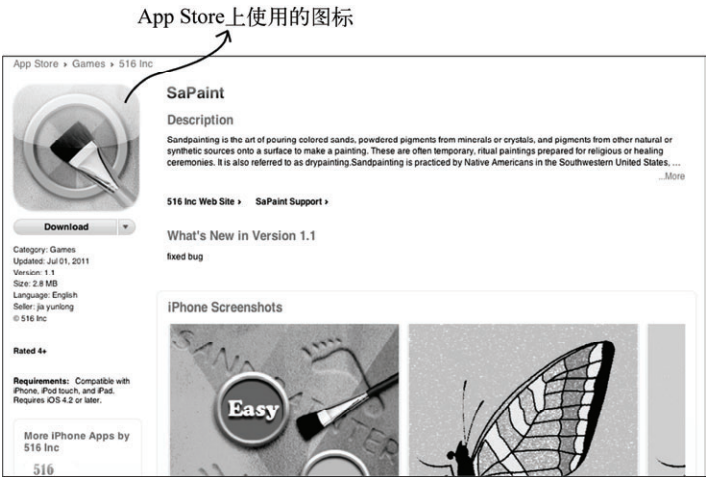 App Store上使用的图标
App Store ▸ Games ▸ 516 Inc
SaPaint
Description
Sandpainting is the art of pouring colored sands, powdered pigments from minerals or crystals, and pigments from other natural or
synthetic sources onto a surface to make a painting. These are often temporary, ritual paintings prepared for religious or healing
ceremonies. It is also referred to as drypainting.Sandpainting is practiced by Native Americans in the Southwestern United States, ...
...More
516 Inc Web Site ▸ SaPaint Support ▸
What's New in Version 1.1
fixed bug
Download
Category: Games
Updated: Jul 01, 2011
Version: 1.1
Size: 2.8 MB
Language: English
Seller: jia yunlong
© 516 Inc
Rated 4+
Requirements: Compatible with
iPhone, iPod touch, and iPad.
Requires iOS 4.2 or later.
More iPhone Apps by
516 Inc
516
iPhone Screenshots
Easy